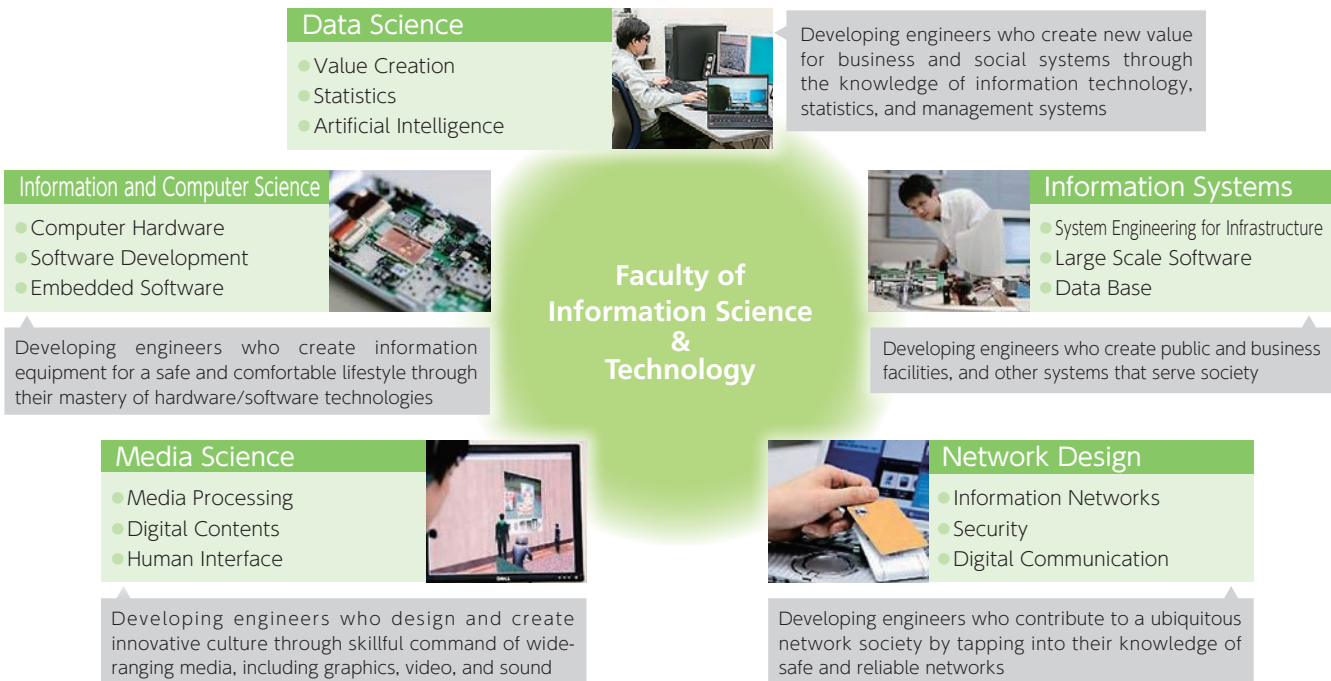 Data Science
Value Creation
Statistics
Artificial Intelligence
Developing engineers who create new value
for business and social systems through
the knowledge of information technology,
statistics, and management systems
Information and Computer Science
Computer Hardware
Software Development
Embedded Software
Developing engineers who create information
equipment for a safe and comfortable lifestyle through
their mastery of hardware/software technologies
Faculty of
Information Science
&
Technology
Information Systems
System Engineering for Infrastructure
Large Scale Software
Data Base
Developing engineers who create public and business
facilities, and other systems that serve society
Media Science
Media Processing
Digital Contents
Human Interface
DELL
Developing engineers who design and create
innovative culture through skillful command of wide-
ranging media, including graphics, video, and sound
Network Design
Information Networks
Security
Digital Communication
Developing engineers who contribute to a ubiquitous
network society by tapping into their knowledge of
safe and reliable networks